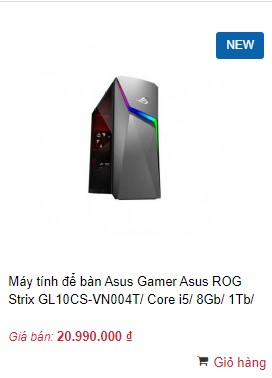 NEW
Máy tính để bàn Asus Gamer Asus ROG
Strix GL10CS-VN004T/ Core i5/ 8Gb/ 1Tb/
Giá bán: 20.990.000 ₫
Giỏ hàng